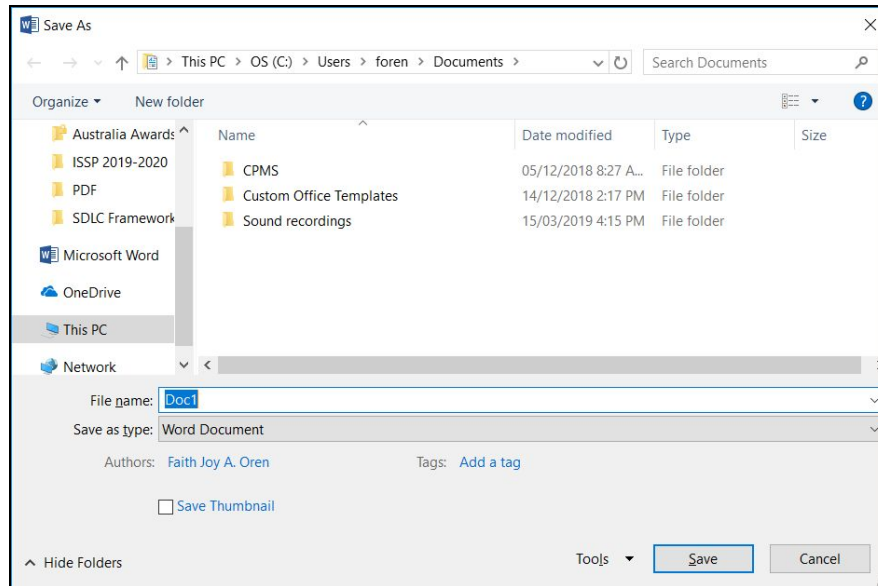 Save As
This PC > OS (C:) > Users > foren > Documents >
Search Documents
Organize
New folder
Name
Date modified
Type
Size
Australia Awards
ISSP 2019-2020
PDF
SDLC Framework
Microsoft Word
OneDrive
This PC
Network
CPMS 05/12/2018 8:27 A... File folder
Custom Office Templates 14/12/2018 2:17 PM File folder
Sound recordings 15/03/2019 4:15 PM File folder
File name: Doc1
Save as type: Word Document
Authors: Faith Joy A. Oren
Tags: Add a tag
Save Thumbnail
Hide Folders
Tools
Save
Cancel